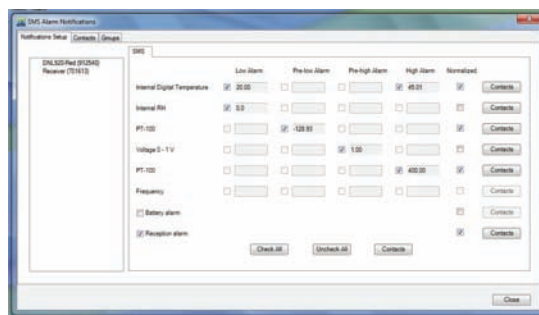 SMS Alarm Notifications
Notifications Setup Contacts Groups
DNL920-Red (912540)
Receiver (701613)
SMS
Low Alarm Pre-low Alarm Pre-high Alarm High Alarm Normalized
Internal Digital Temperature 20.00 45.01 Contacts
Internal RH 0.0 Contacts
PT-100 -128.93 Contacts
Voltage 0 - 1 V 1.00 Contacts
PT-100 400.00 Contacts
Frequency Contacts
Battery alarm Contacts
Reception alarm Contacts
Check All Uncheck All Contacts
Close